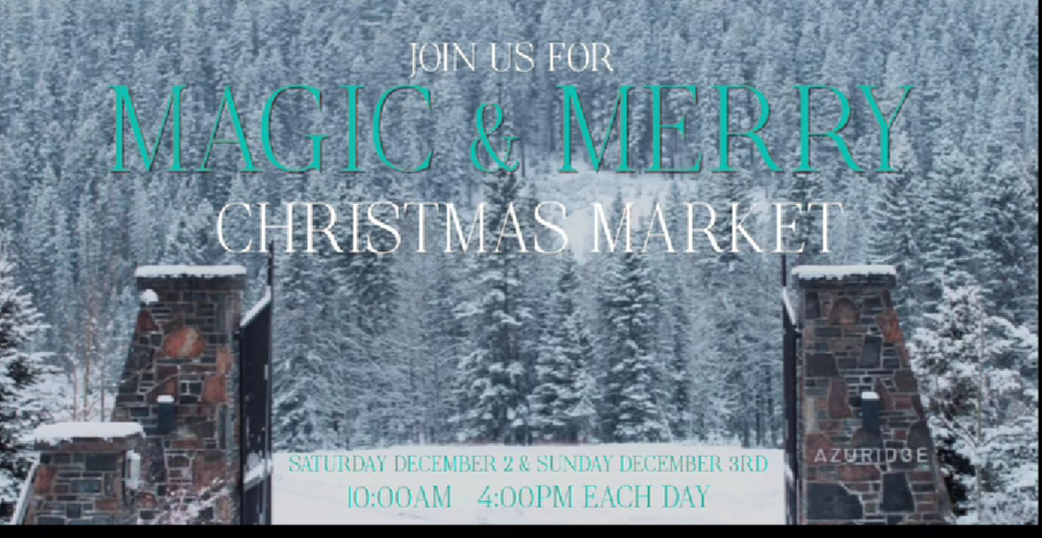 JOIN US FOR
MAGIC & MERRY
CHRISTMAS MARKET
AZURIDGE
SATURDAY DECEMBER 2 & SUNDAY DECEMBER 3RD
10:00AM - 4:00PM EACH DAY